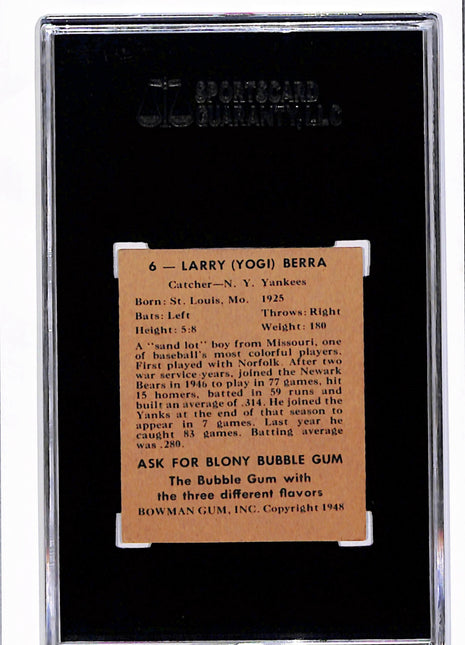 SPORTSCARD
GUARANTY, LLC
6 — LARRY (YOGI) BERRA
Catcher—N. Y. Yankees
Born: St. Louis, Mo. 1925
Bats: Left Throws: Right
Height: 5:8 Weight: 180
A "sand lot" boy from Missouri, one
of baseball's most colorful players.
First played with Norfolk. After two
war service years, joined the Newark
Bears in 1946 to play in 77 games, hit
15 homers, batted in 59 runs and
built an average of .314. He joined the
Yanks at the end of that season to
appear in 7 games. Last year he
caught 83 games. Batting average
was .280.
ASK FOR BLONY BUBBLE GUM
The Bubble Gum with
the three different flavors
BOWMAN GUM, INC. Copyright 1948